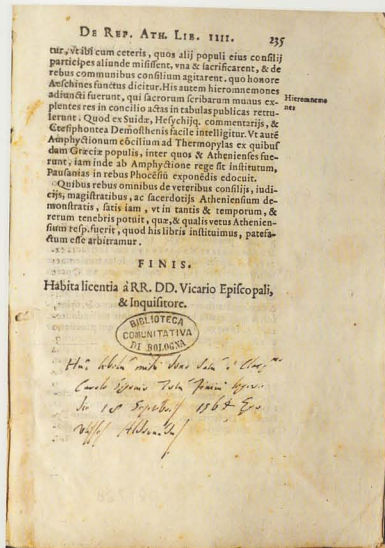 DE REP. ATH. LIB. IIII. 235
tur, vt ibi cum ceteris, quos alij populi eius consilij
participes aliunde misissent, vna & sacrificarent, & de
rebus communibus consilium agitarent. quo honore
Aeschines functus dicitur. His autem hieromnemones
adiuncti fuerunt, qui sacrorum scribarum munus ex-
plentes res in concilio actas in tabulas publicas rettu-
lerunt. Quod ex Suidæ, Hesychijq; commentarijs, &
Ctesiphontea Demosthenis facile intelligitur. Vt autẽ
Amphyctionum cõcilium ad Thermopylas ex quibus
dam Græciæ populis, inter quos & Athenienses fue-
runt, iam inde ab Amphyctione rege sit institutum,
Pausanias in rebus Phocẽsiũ exponẽdis edocuit.
Quibus rebus omnibus de veteribus consilijs, iudi-
cijs, magistratibus, ac sacerdotijs Atheniensium de-
monstratis, satis iam, vt in tantis & temporum, &
rerum tenebris potuit, quæ, & qualis vetus Athenien-
sium resp. fuerit, quod his libris instituimus, patefa-
ctum esse arbitramur.
Hieromnemo
nes
FINIS.
Habita licentia à RR. DD. Vicario Episcopali,
& Inquisitore.
BIBLIOTECA
COMUNITATIVA
DI BOLOGNA